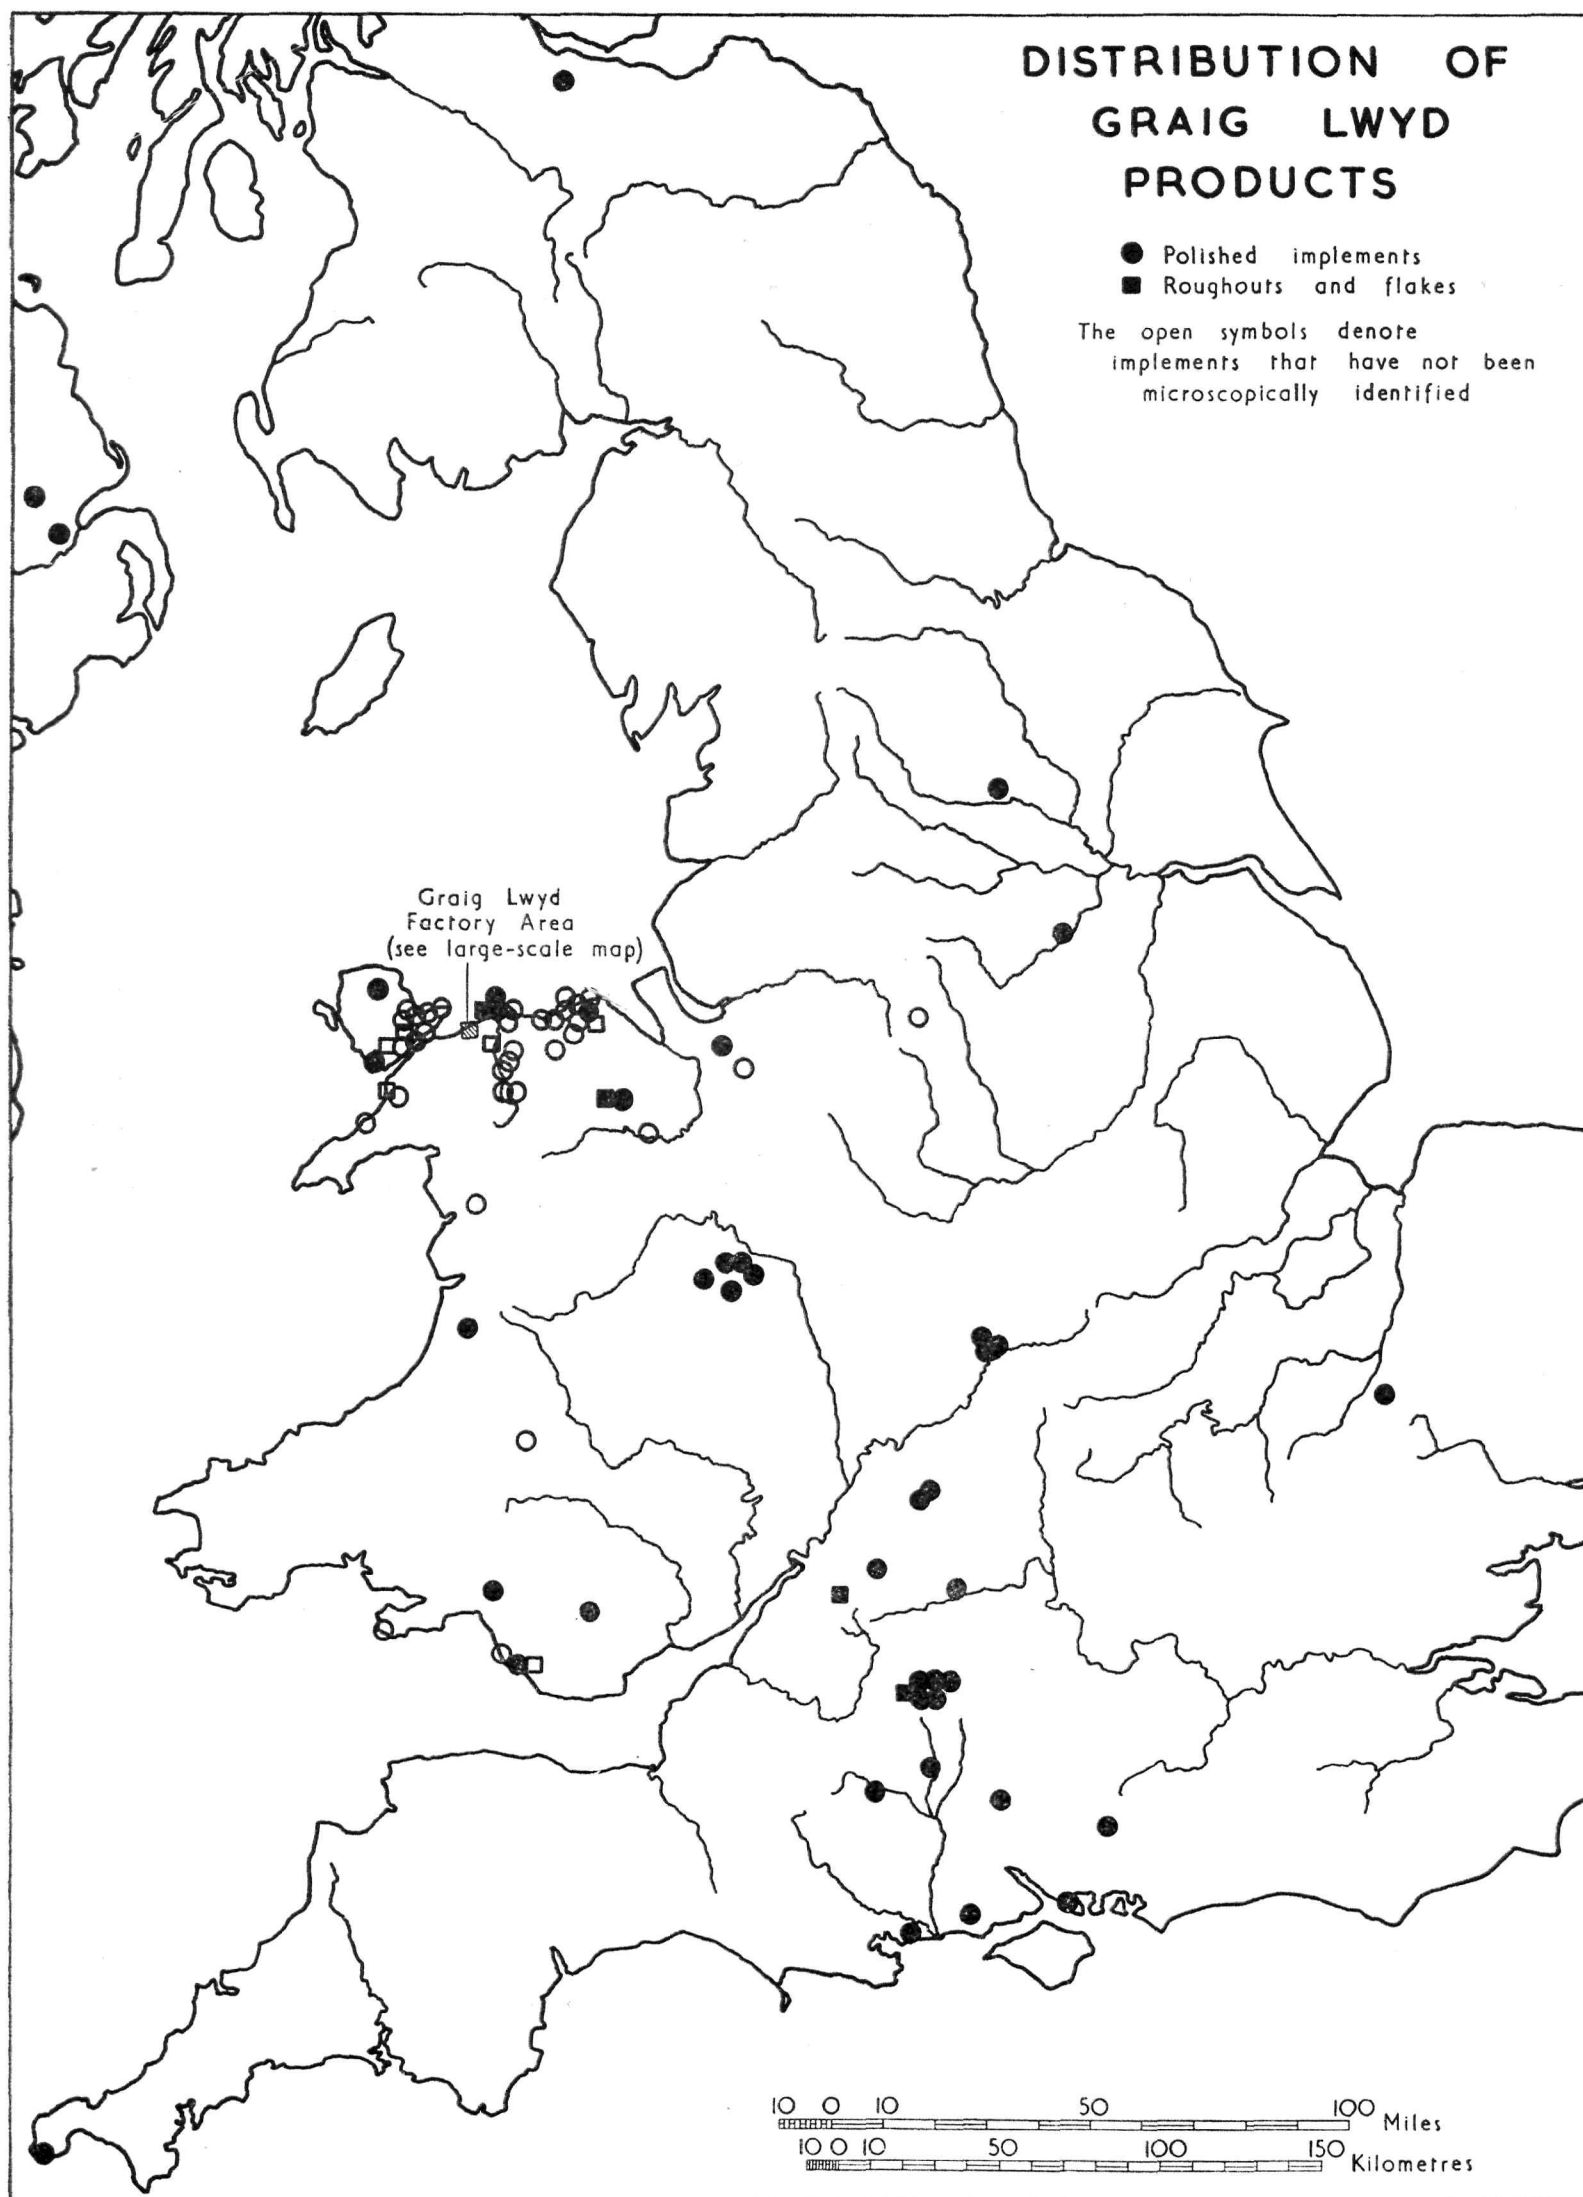 DISTRIBUTION OF
GRAIG LWYD
PRODUCTS
Polished implements
Roughouts and flakes
The open symbols denote
implements that have not been
microscopically identified
Graig Lwyd
Factory Area
(see large-scale map)
10 0 10 50 100 Miles
10 0 10 50 100 150 Kilometres